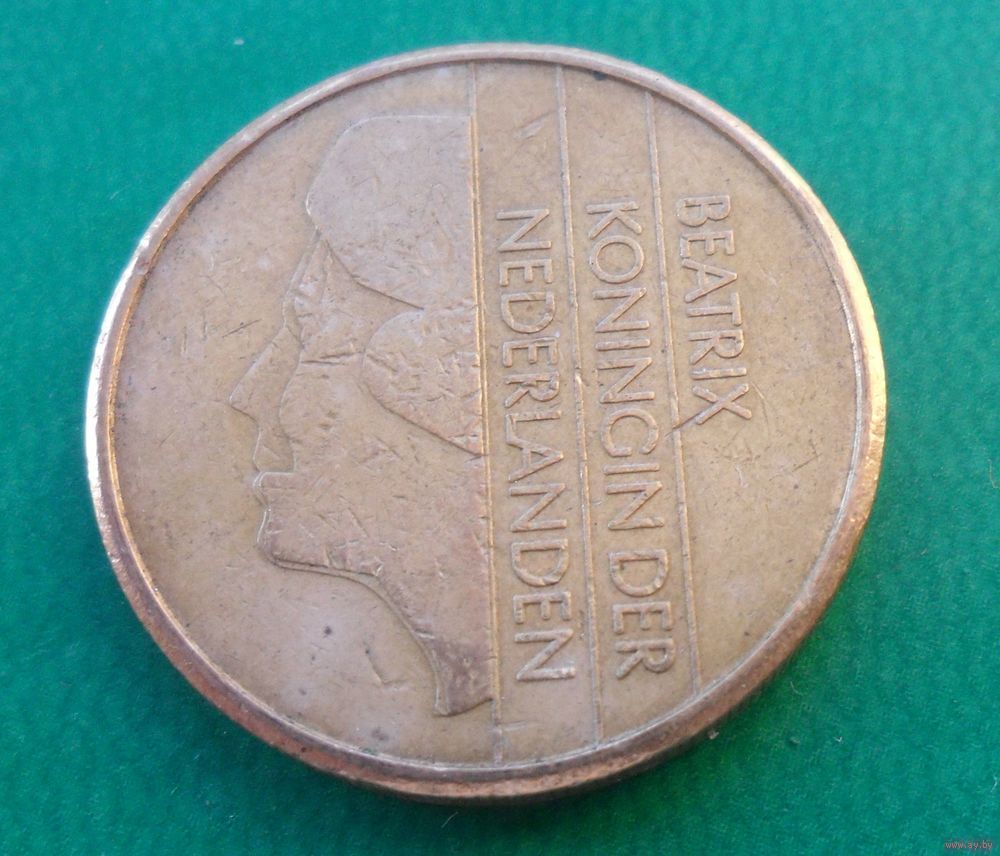 BEATRIX
KONINGIN DER
NEDERLANDEN
www.ay.by